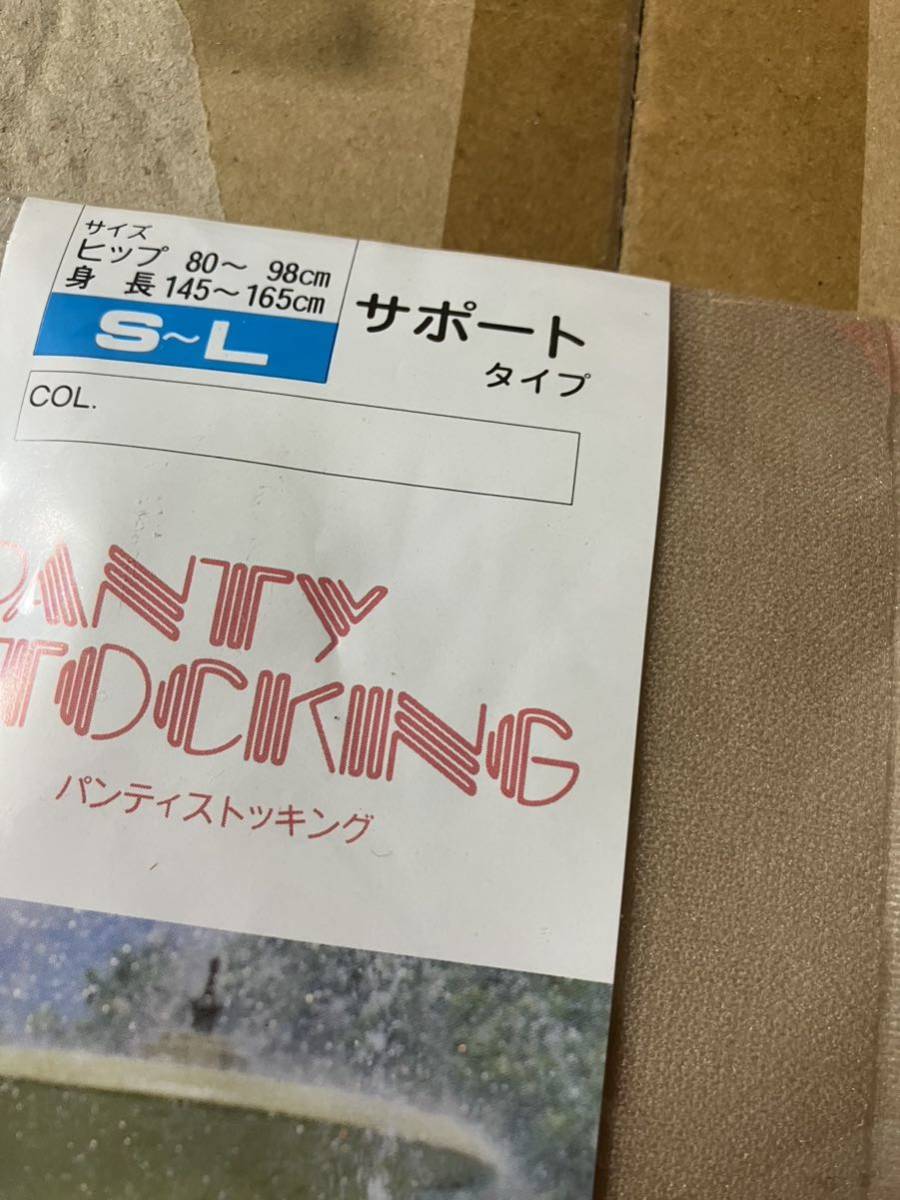 サイズ
ヒップ 80～ 98cm
身 長 145～165cm
S～L
サポート
タイプ
COL.
PANTY
TOCKING
パンティストッキング